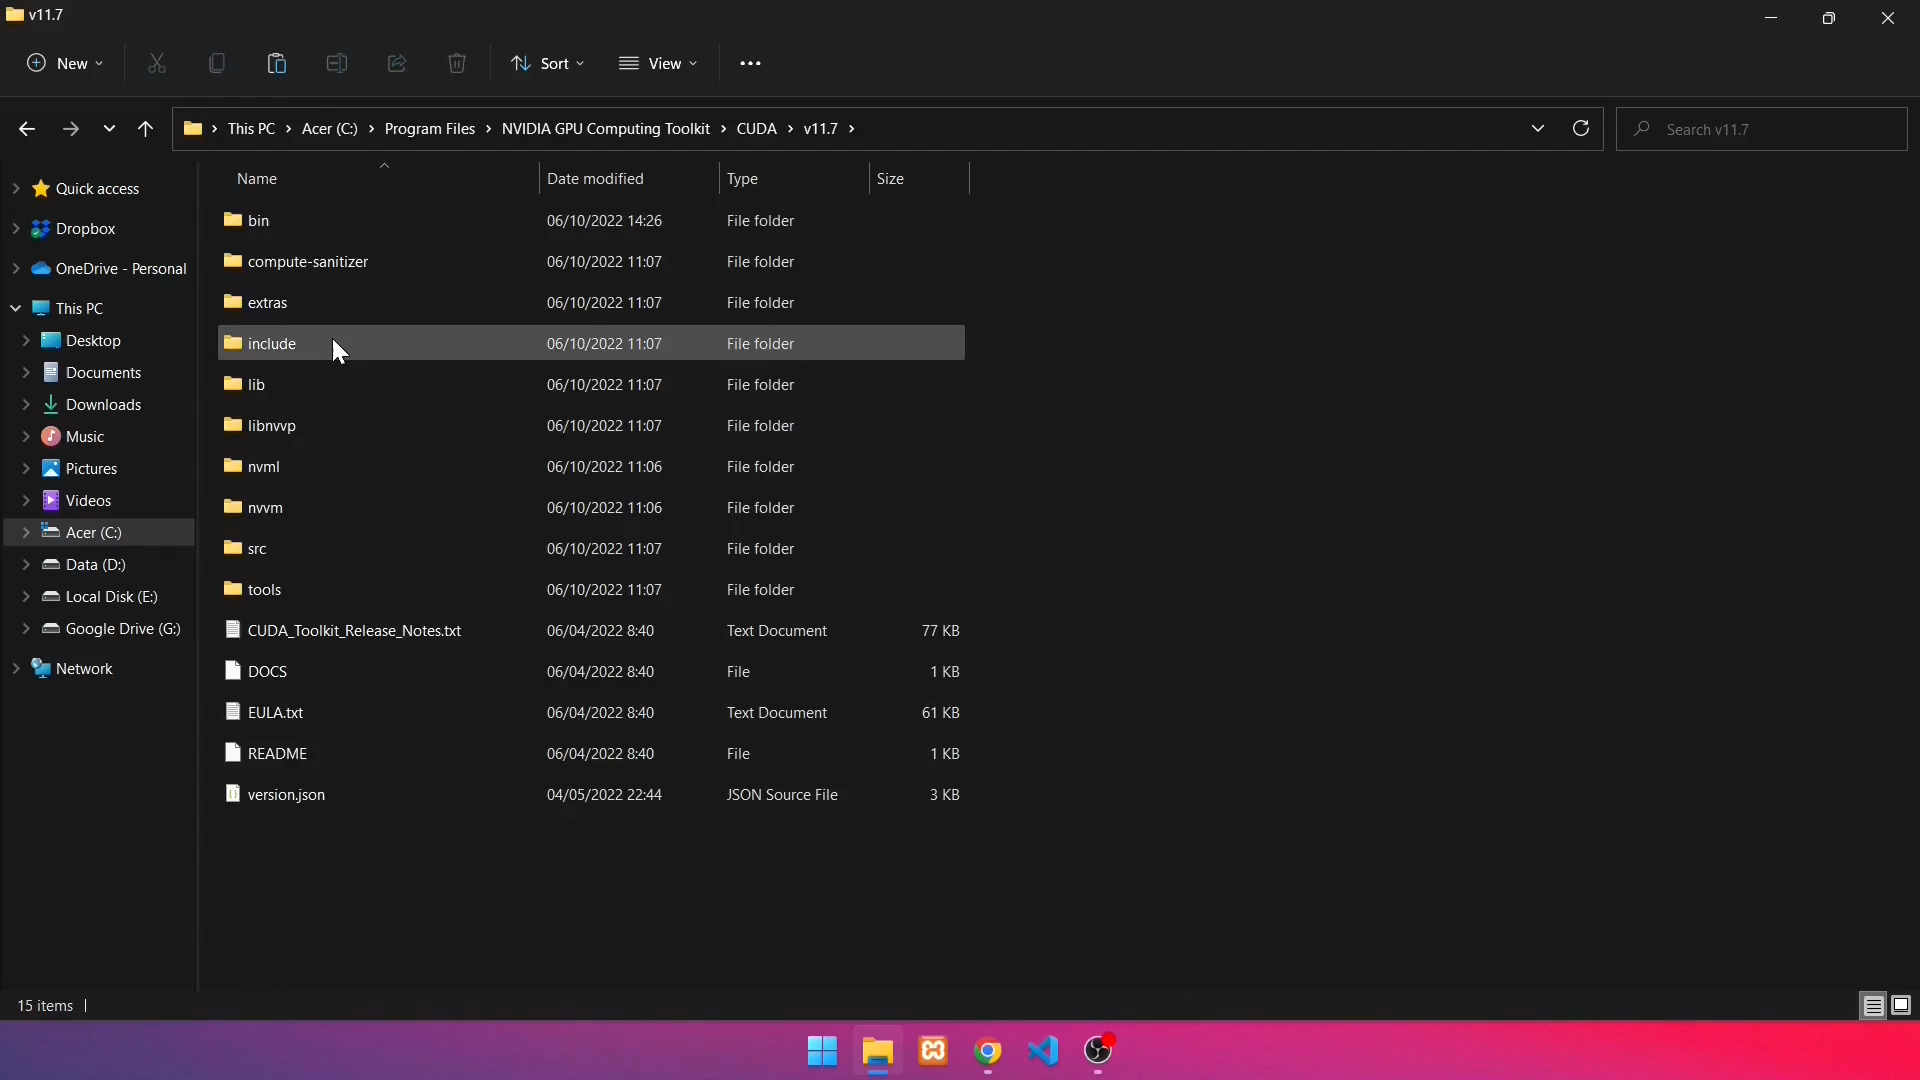 v11.7
New
Sort
View
This PC
Acer (C:)
Program Files
NVIDIA GPU Computing Toolkit
CUDA
v11.7
Search v11.7
Quick access
Dropbox
OneDrive - Personal
This PC
Desktop
Documents
Downloads
Music
Pictures
Videos
Acer (C:)
Data (D:)
Local Disk (E:)
Google Drive (G:)
Network
Name Date modified Type Size
bin 06/10/2022 14:26 File folder
compute-sanitizer 06/10/2022 11:07 File folder
extras 06/10/2022 11:07 File folder
include 06/10/2022 11:07 File folder
lib 06/10/2022 11:07 File folder
libnvvp 06/10/2022 11:07 File folder
nvml 06/10/2022 11:06 File folder
nvvm 06/10/2022 11:06 File folder
src 06/10/2022 11:07 File folder
tools 06/10/2022 11:07 File folder
CUDA_Toolkit_Release_Notes.txt 06/04/2022 8:40 Text Document 77 KB
DOCS 06/04/2022 8:40 File 1 KB
EULA.txt 06/04/2022 8:40 Text Document 61 KB
README 06/04/2022 8:40 File 1 KB
version.json 04/05/2022 22:44 JSON Source File 3 KB
15 items